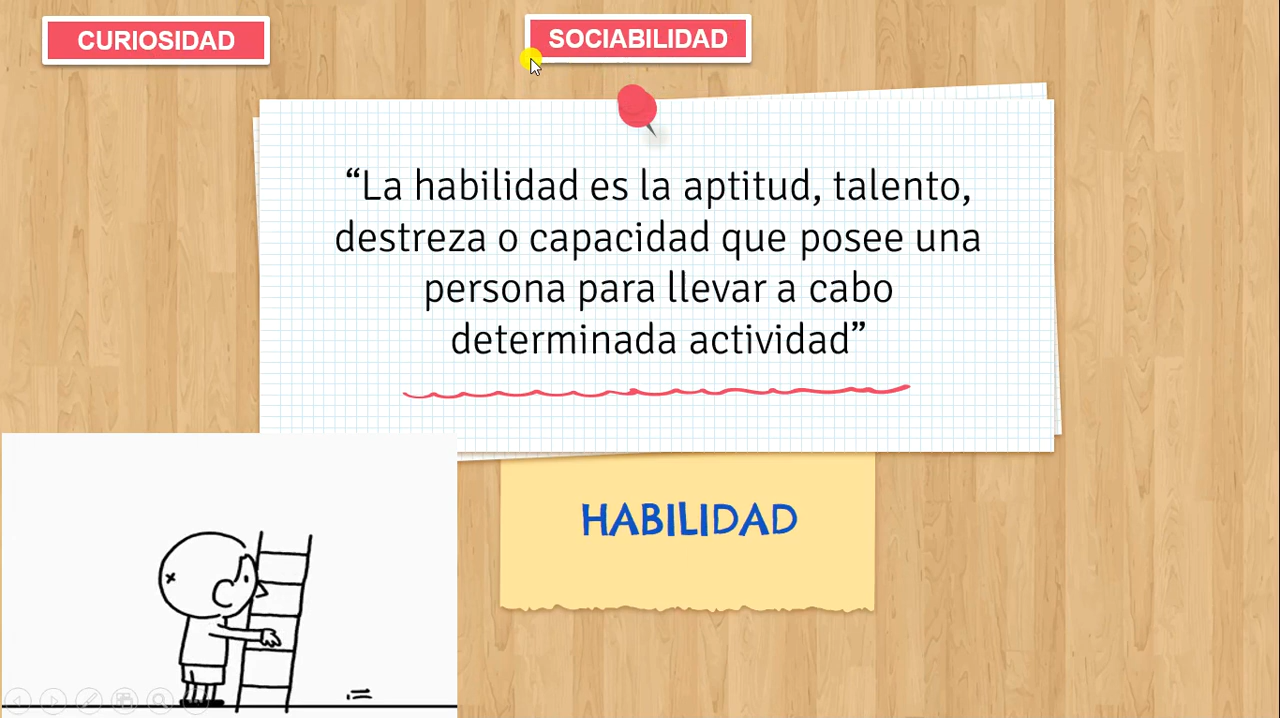 CURIOSIDAD
SOCIABILIDAD
“La habilidad es la aptitud, talento,
destreza o capacidad que posee una
persona para llevar a cabo
determinada actividad”
HABILIDAD